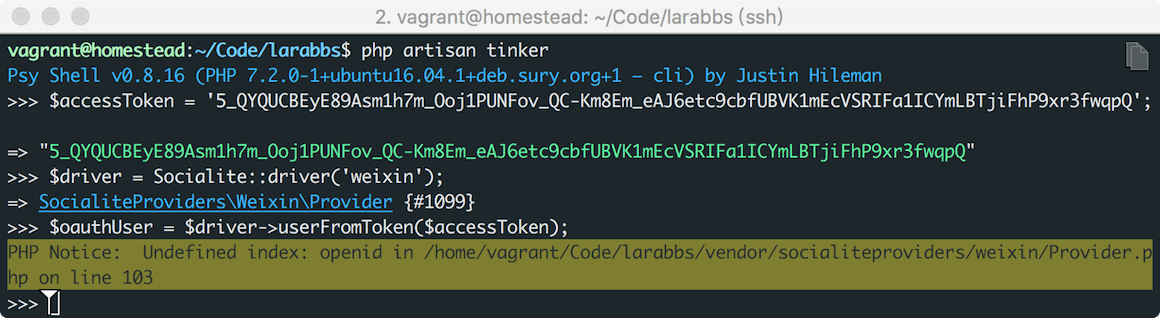 2. vagrant@homestead: ~/Code/larabbs (ssh)
vagrant@homestead:~/Code/larabbs$ php artisan tinker
Psy Shell v0.8.16 (PHP 7.2.0-1+ubuntu16.04.1+deb.sury.org+1 — cli) by Justin Hileman
>>> $accessToken = '5_QYQUCBEyE89Asm1h7m_Ooj1PUNFov_QC-Km8Em_eAJ6etc9cbfUBVK1mEcVSRIFa1ICYmLBTjiFhP9xr3fwqpQ';
=> "5_QYQUCBEyE89Asm1h7m_Ooj1PUNFov_QC-Km8Em_eAJ6etc9cbfUBVK1mEcVSRIFa1ICYmLBTjiFhP9xr3fwqpQ"
>>> $driver = Socialite::driver('weixin');
=> SocialiteProviders\Weixin\Provider {#1099}
>>> $oauthUser = $driver->userFromToken($accessToken);
PHP Notice:  Undefined index: openid in /home/vagrant/Code/larabbs/vendor/socialiteproviders/weixin/Provider.p
hp on line 103
>>>